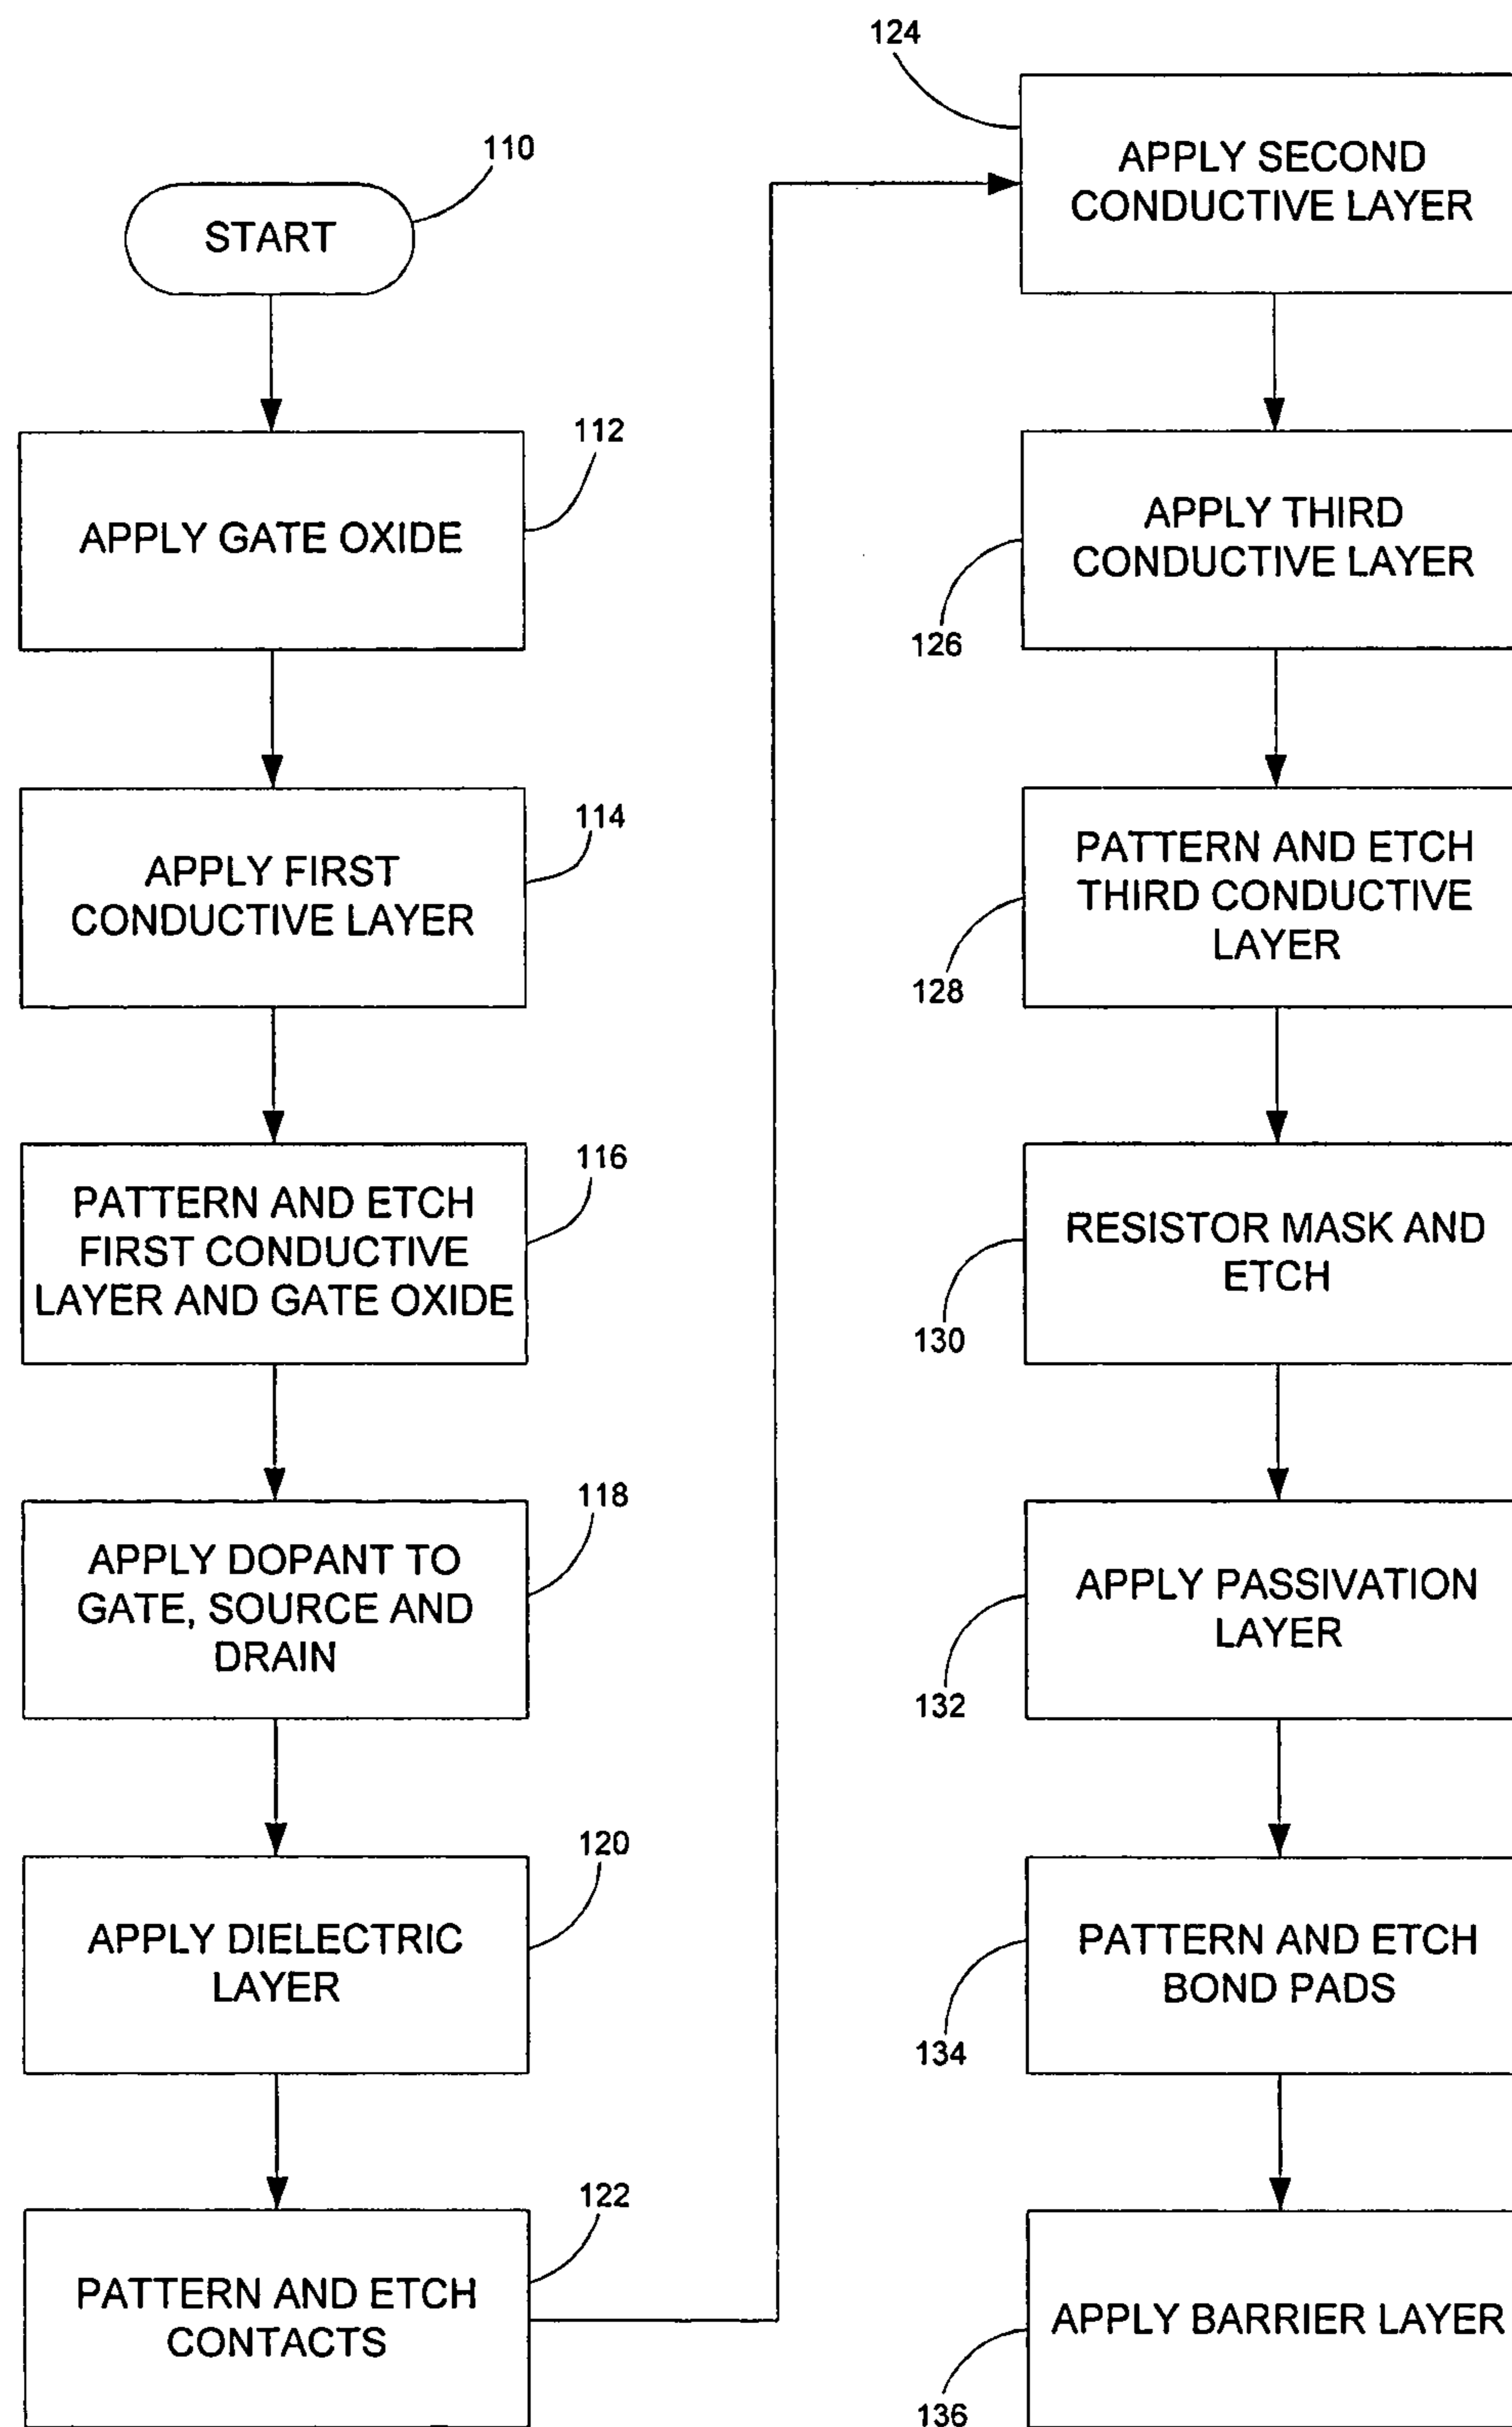 110
START
112
APPLY GATE OXIDE
114
APPLY FIRST
CONDUCTIVE LAYER
116
PATTERN AND ETCH
FIRST CONDUCTIVE
LAYER AND GATE OXIDE
118
APPLY DOPANT TO
GATE, SOURCE AND
DRAIN
120
APPLY DIELECTRIC
LAYER
122
PATTERN AND ETCH
CONTACTS
124
APPLY SECOND
CONDUCTIVE LAYER
APPLY THIRD
CONDUCTIVE LAYER
126
PATTERN AND ETCH
THIRD CONDUCTIVE
LAYER
128
RESISTOR MASK AND
ETCH
130
APPLY PASSIVATION
LAYER
132
PATTERN AND ETCH
BOND PADS
134
APPLY BARRIER LAYER
136